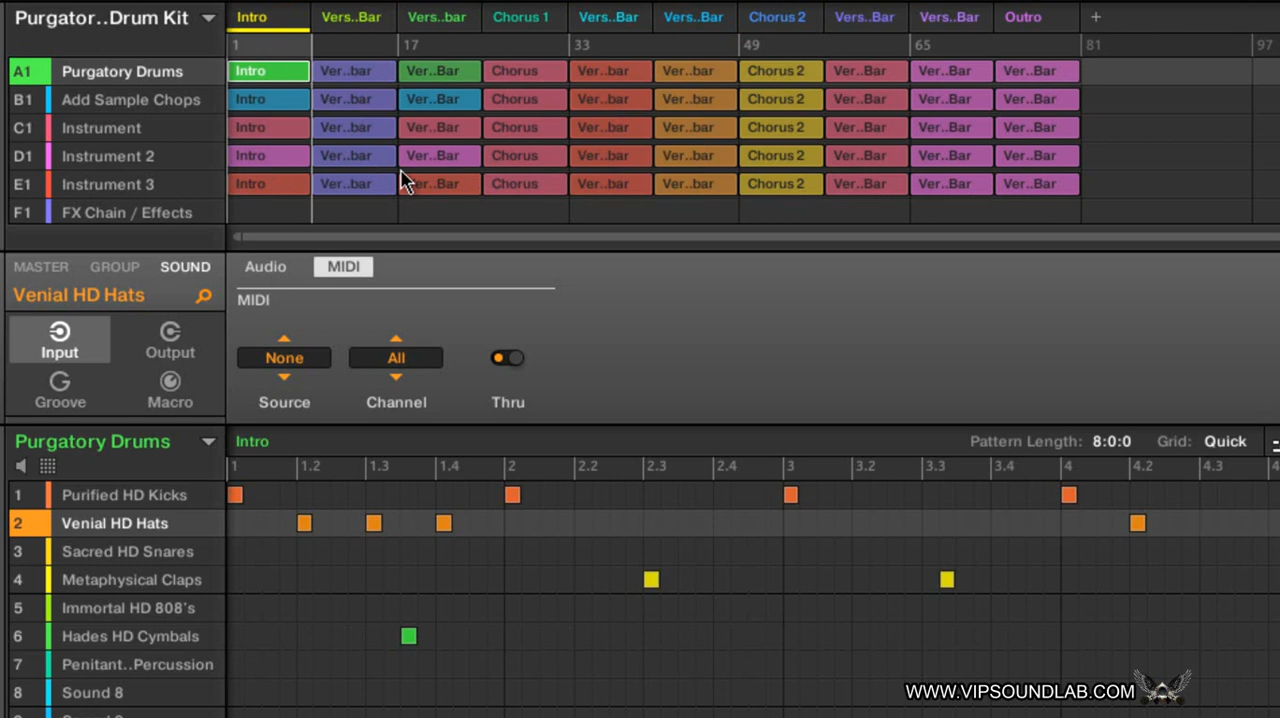 Purgator..Drum Kit Intro Vers..Bar Vers..bar Chorus 1 Vers..Bar Vers..Bar Chorus 2 Vers..Bar Vers..Bar Outro +
1 17 33 49 65 81 97
A1 Purgatory Drums Intro Ver..bar Ver..Bar Chorus Ver..bar Ver..bar Chorus 2 Ver..Bar Ver..Bar Ver..Bar
B1 Add Sample Chops Intro Ver..bar Ver..Bar Chorus Ver..bar Ver..bar Chorus 2 Ver..Bar Ver..Bar Ver..Bar
C1 Instrument Intro Ver..bar Ver..Bar Chorus Ver..bar Ver..bar Chorus 2 Ver..Bar Ver..Bar Ver..Bar
D1 Instrument 2 Intro Ver..bar Ver..Bar Chorus Ver..bar Ver..bar Chorus 2 Ver..Bar Ver..Bar Ver..Bar
E1 Instrument 3 Intro Ver..bar Ver..Bar Chorus Ver..bar Ver..bar Chorus 2 Ver..Bar Ver..Bar Ver..Bar
F1 FX Chain / Effects
MASTER GROUP SOUND Audio MIDI
Venial HD Hats MIDI
Input Output None All
Groove Macro Source Channel Thru
Purgatory Drums Intro Pattern Length: 8:0:0 Grid: Quick
1 1.2 1.3 1.4 2 2.2 2.3 2.4 3 3.2 3.3 3.4 4 4.2 4.3
1 Purified HD Kicks
2 Venial HD Hats
3 Sacred HD Snares
4 Metaphysical Claps
5 Immortal HD 808's
6 Hades HD Cymbals
7 Penitant..Percussion
8 Sound 8
WWW.VIPSOUNDLAB.COM